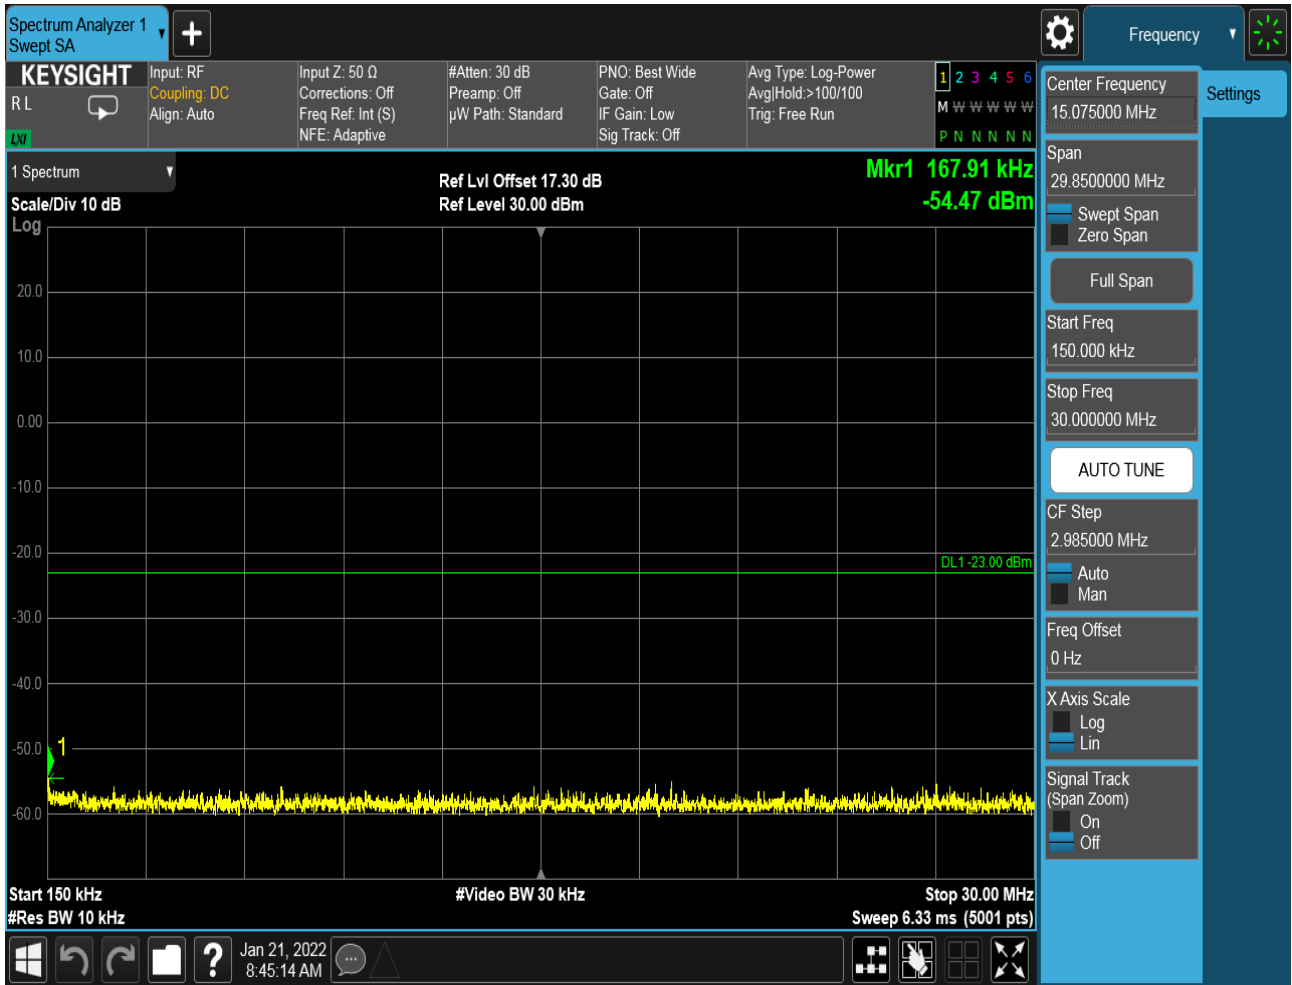 Spectrum Analyzer 1
Swept SA
Frequency
KEYSIGHT
R L
LXI
Input: RF
Coupling: DC
Align: Auto
Input Z: 50 Ω
Corrections: Off
Freq Ref: Int (S)
NFE: Adaptive
#Atten: 30 dB
Preamp: Off
µW Path: Standard
PNO: Best Wide
Gate: Off
IF Gain: Low
Sig Track: Off
Avg Type: Log-Power
Avg|Hold:>100/100
Trig: Free Run
1 2 3 4 5 6
M W W W W W
P N N N N N
1 Spectrum
Scale/Div 10 dB
Log
Ref Lvl Offset 17.30 dB
Ref Level 30.00 dBm
Mkr1 167.91 kHz
-54.47 dBm
20.0
10.0
0.00
-10.0
-20.0
DL1 -23.00 dBm
-30.0
-40.0
-50.0
1
-60.0
Start 150 kHz
#Video BW 30 kHz
Stop 30.00 MHz
#Res BW 10 kHz
Sweep 6.33 ms (5001 pts)
Center Frequency
15.075000 MHz
Settings
Span
29.8500000 MHz
Swept Span
Zero Span
Full Span
Start Freq
150.000 kHz
Stop Freq
30.000000 MHz
AUTO TUNE
CF Step
2.985000 MHz
Auto
Man
Freq Offset
0 Hz
X Axis Scale
Log
Lin
Signal Track
(Span Zoom)
On
Off
?
Jan 21, 2022
8:45:14 AM